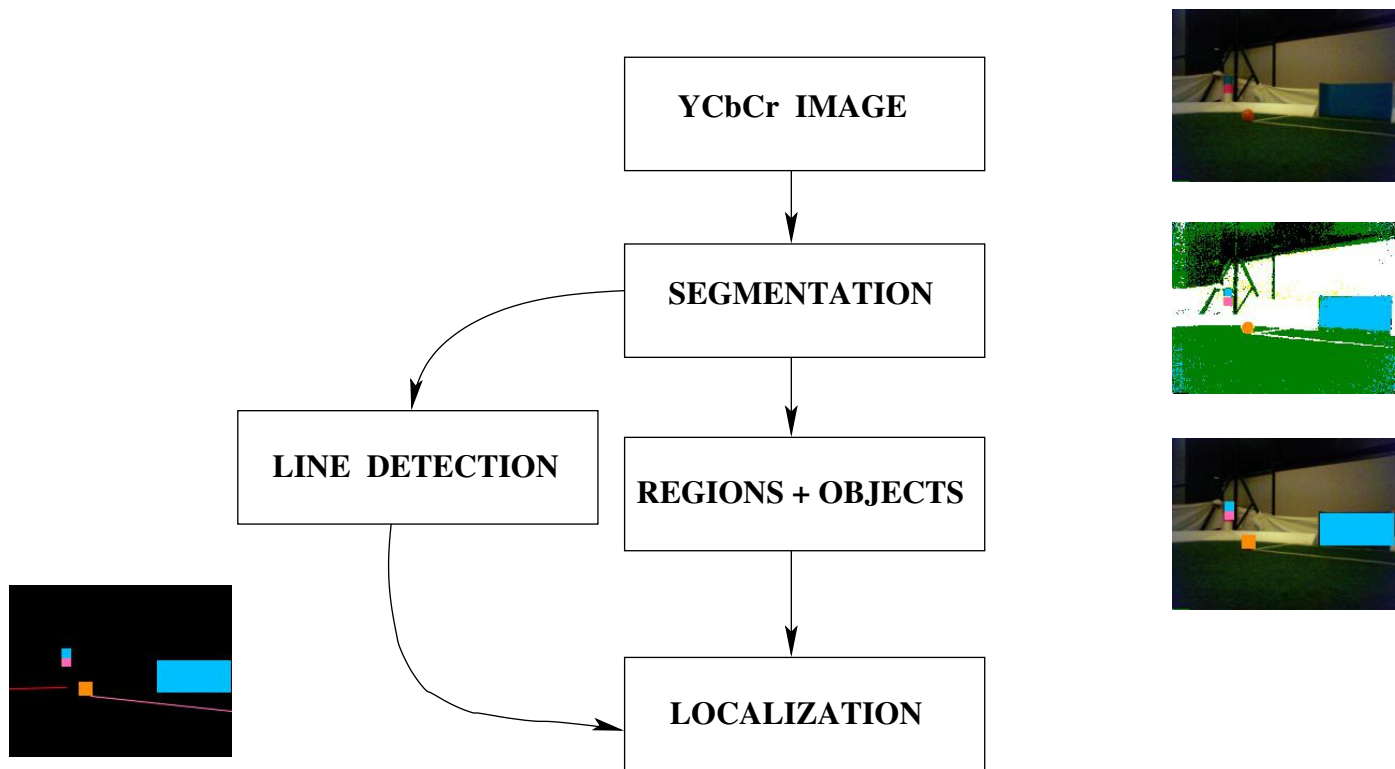 YCbCr IMAGE
SEGMENTATION
LINE DETECTION
REGIONS + OBJECTS
LOCALIZATION